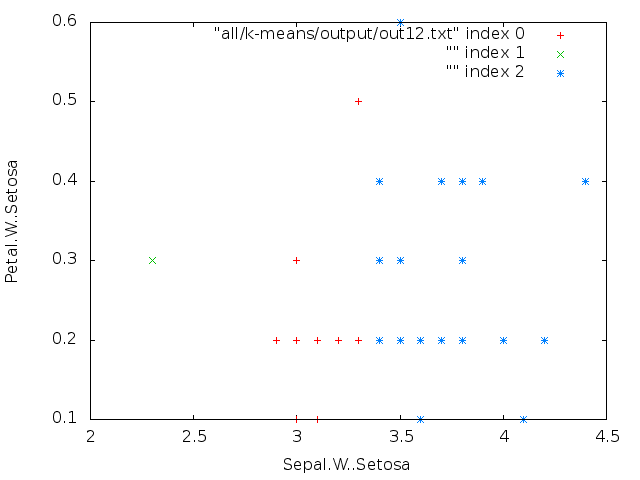 "all/k-means/output/out12.txt" index 0
"" index 1
"" index 2
0.6
0.5
0.4
0.3
0.2
0.1
2
2.5
3
3.5
4
4.5
Petal.W..Setosa
Sepal.W..Setosa